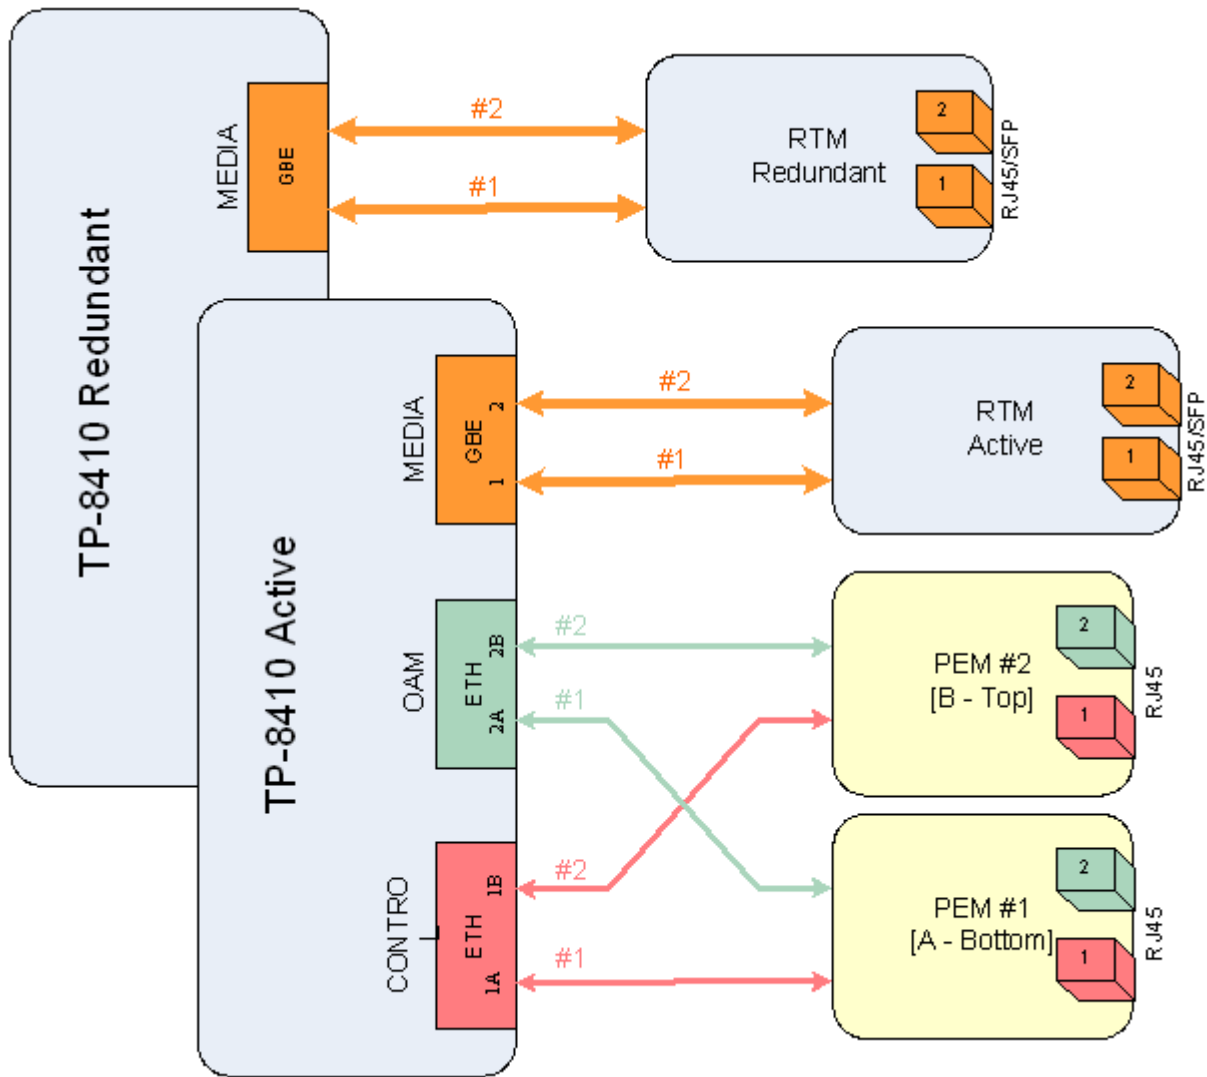 TP-8410 Redundant
MEDIA
GBE
#2
#1
RTM
Redundant
2
1
RJ45/SFP
TP-8410 Active
MEDIA
GBE
2
1
#2
#1
RTM
Active
2
1
RJ45/SFP
OAM
ETH
2B
2A
#2
#1
PEM #2
[B - Top]
2
1
RJ45
CONTROL
ETH
1B
1A
#2
#1
PEM #1
[A - Bottom]
2
1
RJ45